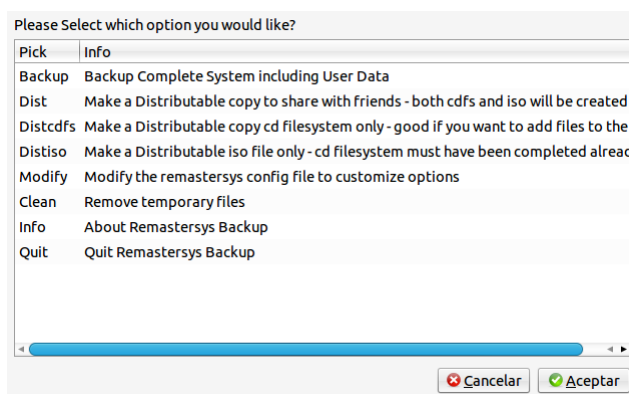 Please Select which option you would like?
Pick Info
Backup Backup Complete System including User Data
Dist Make a Distributable copy to share with friends - both cdfs and iso will be created
Distcdfs Make a Distributable copy cd filesystem only - good if you want to add files to the
Distiso Make a Distributable iso file only - cd filesystem must have been completed alread
Modify Modify the remastersys config file to customize options
Clean Remove temporary files
Info About Remastersys Backup
Quit Quit Remastersys Backup
Cancelar Aceptar